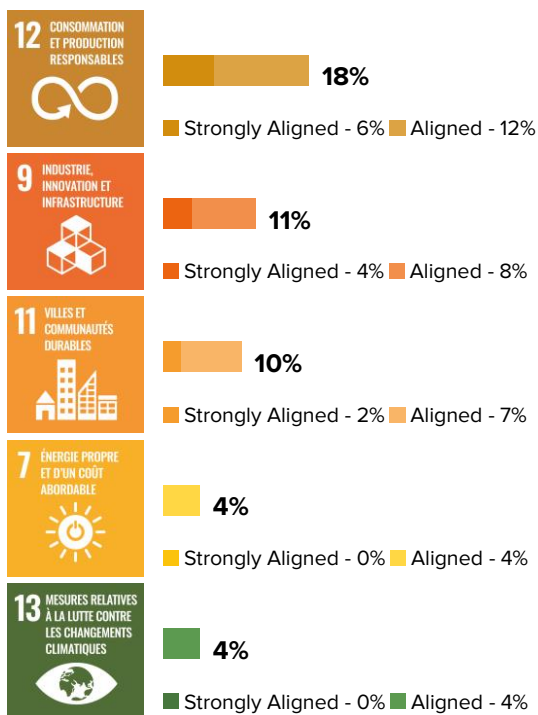 12 CONSOMMATION
ET PRODUCTION
RESPONSABLES
18%
Strongly Aligned - 6% Aligned - 12%
9 INDUSTRIE,
INNOVATION ET
INFRASTRUCTURE
11%
Strongly Aligned - 4% Aligned - 8%
11 VILLES ET
COMMUNAUTÉS
DURABLES
10%
Strongly Aligned - 2% Aligned - 7%
7 ÉNERGIE PROPRE
ET D'UN COÛT
ABORDABLE
4%
Strongly Aligned - 0% Aligned - 4%
13 MESURES RELATIVES
À LA LUTTE CONTRE
LES CHANGEMENTS
CLIMATIQUES
4%
Strongly Aligned - 0% Aligned - 4%